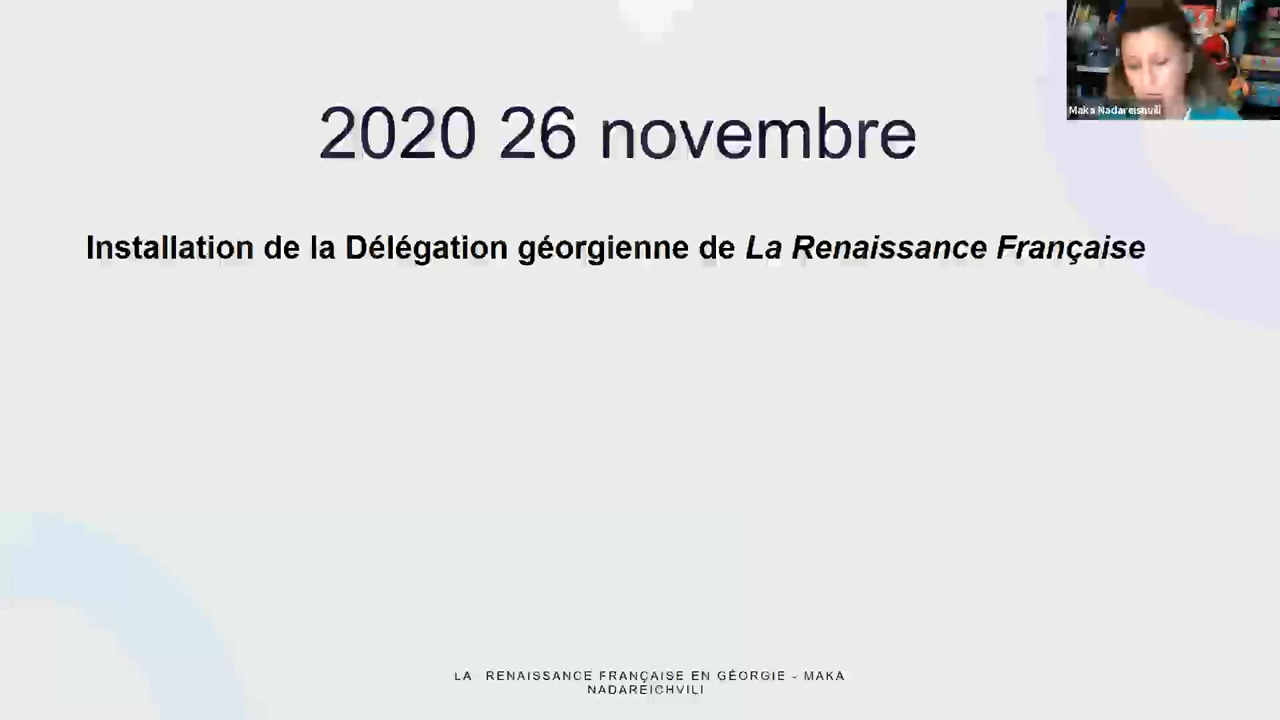 Maka Nadareishvili
2020 26 novembre
Installation de la Délégation géorgienne de La Renaissance Française
LA RENAISSANCE FRANÇAISE EN GÉORGIE - MAKA
NADAREICHVILI